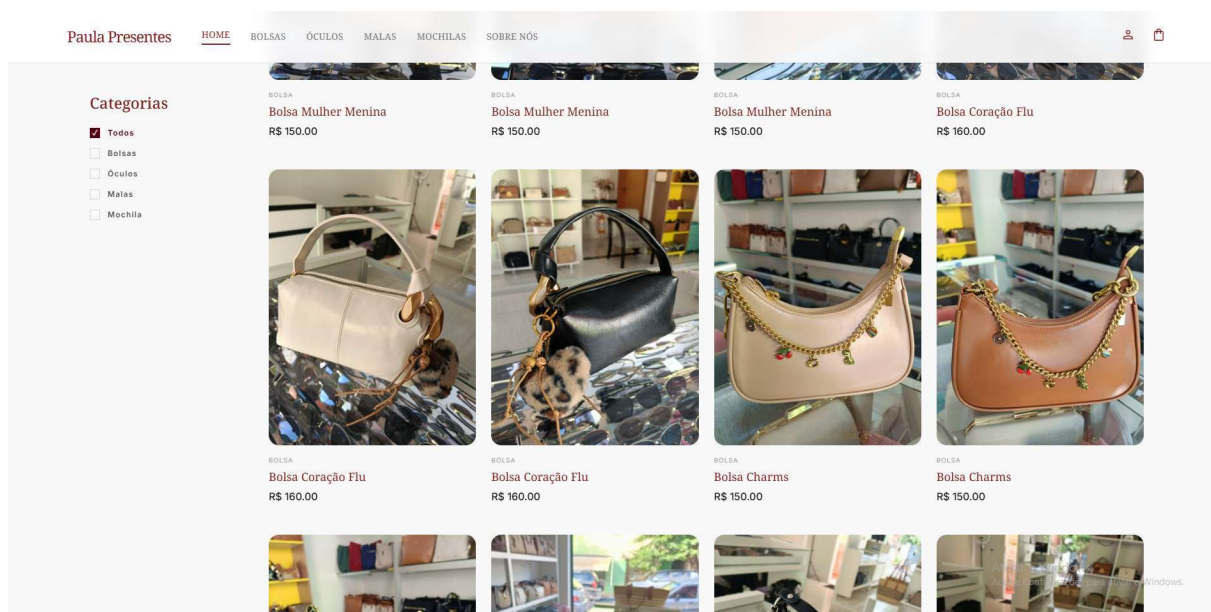 Paula Presentes HOME BOLSAS ÓCULOS MALAS MOCHILAS SOBRE NÓS
Categorias
Todos
Bolsas
Óculos
Malas
Mochila
BOLSA BOLSA BOLSA BOLSA
Bolsa Mulher Menina Bolsa Mulher Menina Bolsa Mulher Menina Bolsa Coração Flu
R$ 150.00 R$ 150.00 R$ 150.00 R$ 160.00
BOLSA BOLSA BOLSA BOLSA
Bolsa Coração Flu Bolsa Coração Flu Bolsa Charms Bolsa Charms
R$ 160.00 R$ 160.00 R$ 150.00 R$ 150.00
Windows.